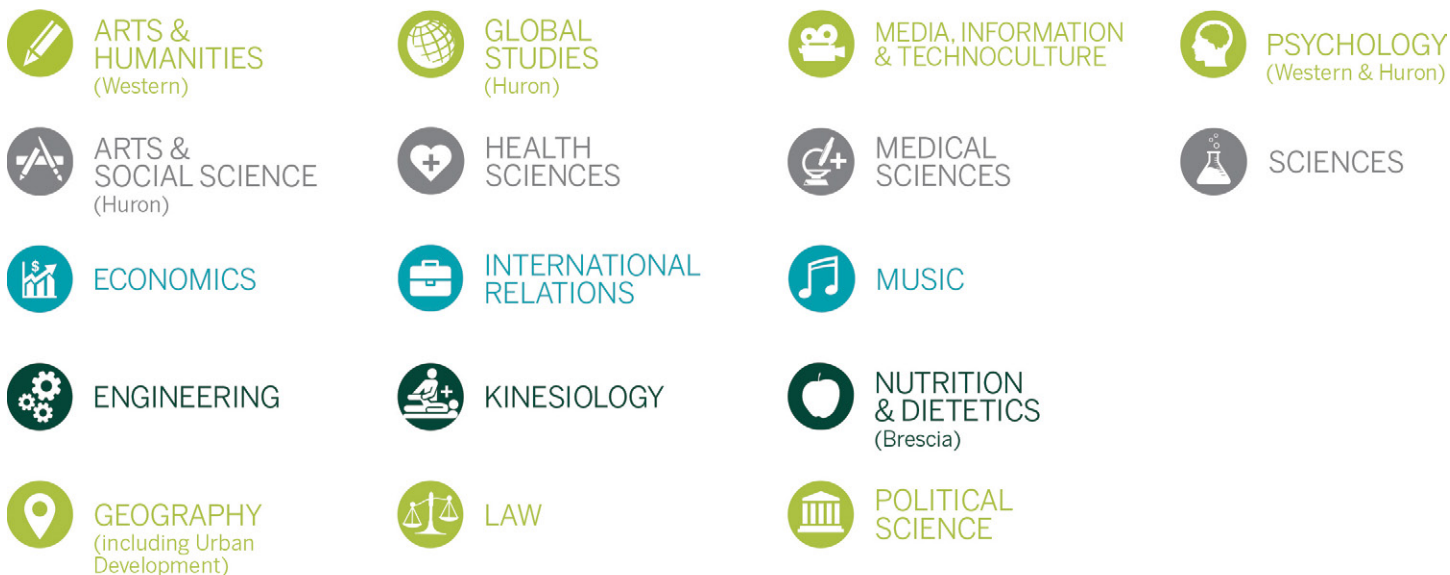 ARTS &
HUMANITIES
(Western)
GLOBAL
STUDIES
(Huron)
MEDIA, INFORMATION
& TECHNOCULTURE
PSYCHOLOGY
(Western & Huron)
ARTS &
SOCIAL SCIENCE
(Huron)
HEALTH
SCIENCES
MEDICAL
SCIENCES
SCIENCES
$
ECONOMICS
INTERNATIONAL
RELATIONS
MUSIC
ENGINEERING
KINESIOLOGY
NUTRITION
& DIETETICS
(Brescia)
GEOGRAPHY
(including Urban
Development)
LAW
POLITICAL
SCIENCE